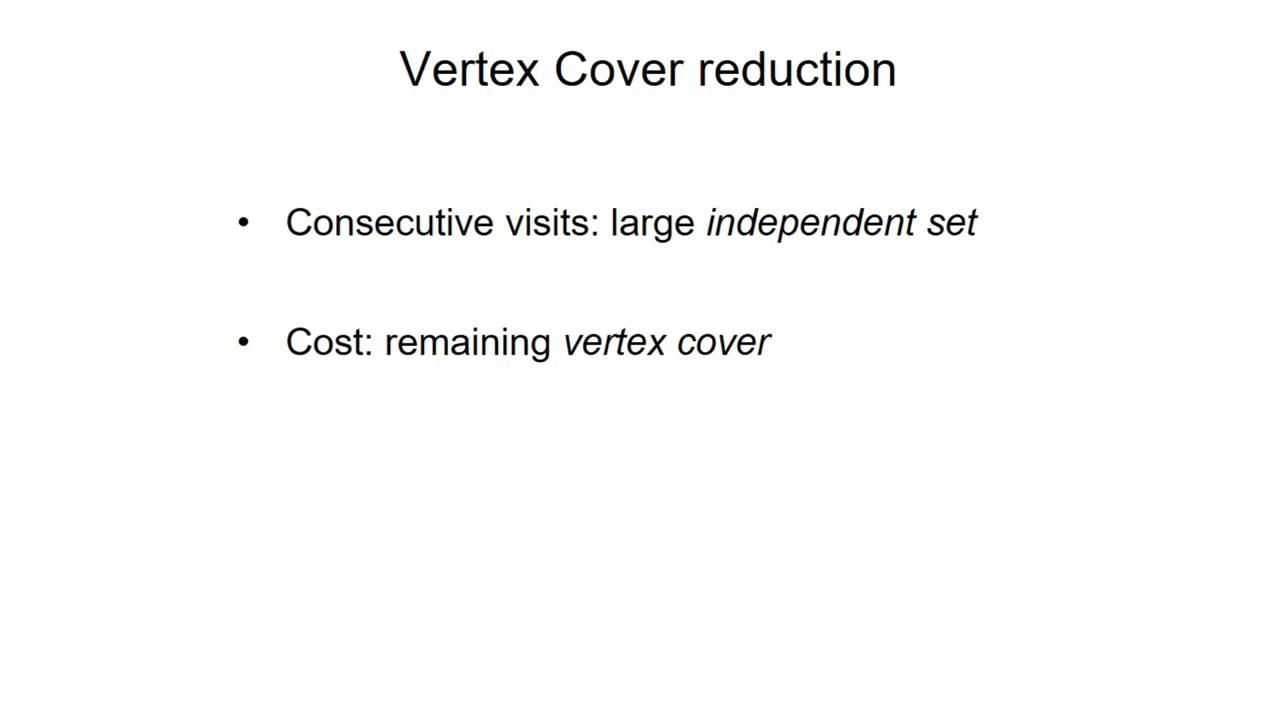 Vertex Cover reduction
• Consecutive visits: large independent set
• Cost: remaining vertex cover